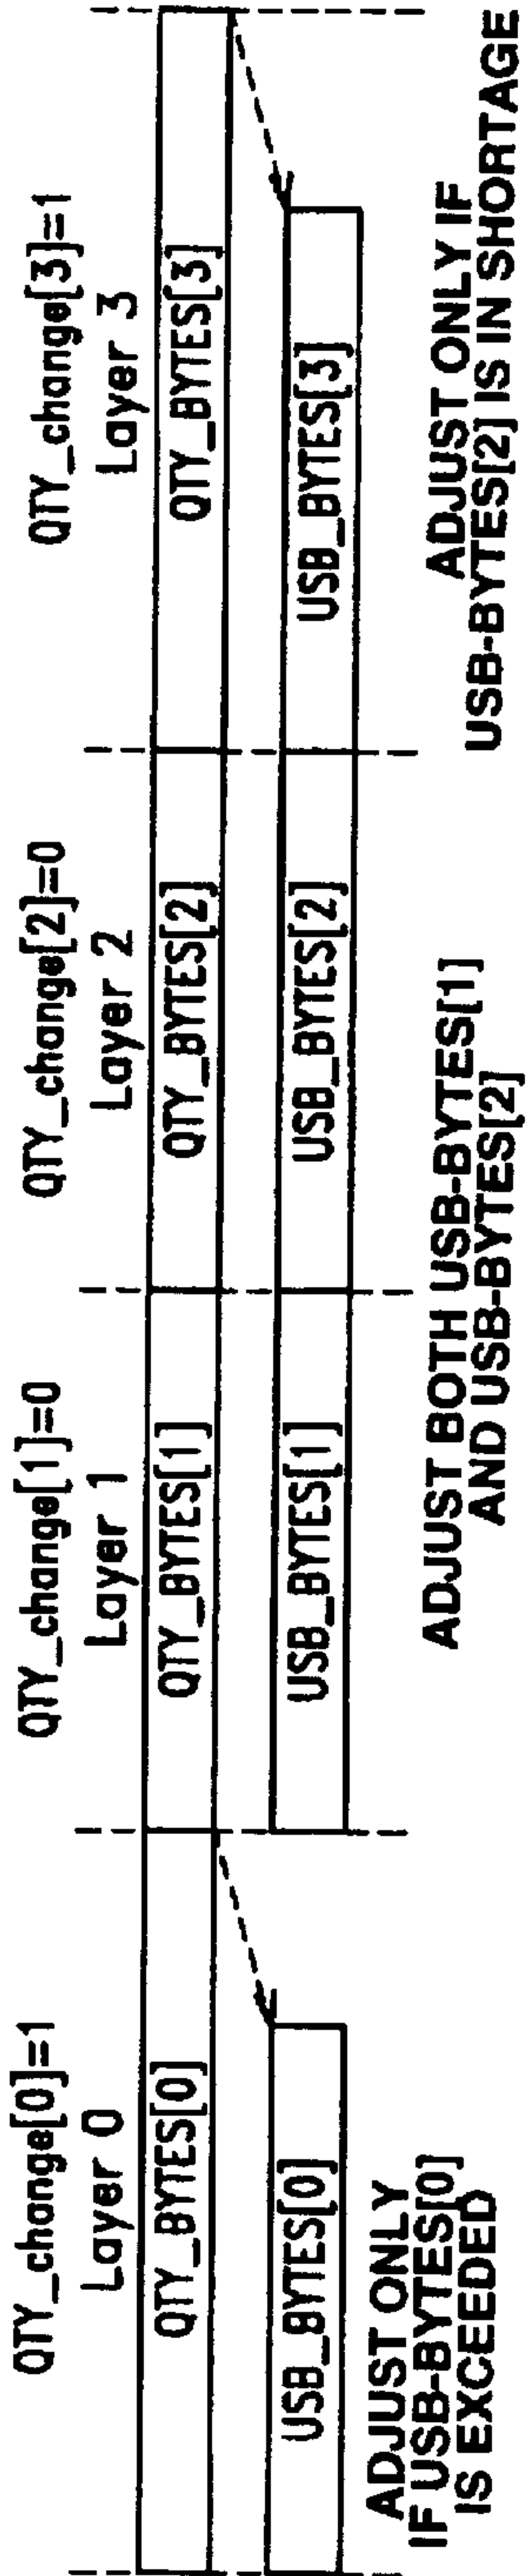 QTY_change[0]=1
Layer 0
QTY_change[1]=0
Layer 1
QTY_change[2]=0
Layer 2
QTY_change[3]=1
Layer 3
QTY_BYTES[0]
QTY_BYTES[1]
QTY_BYTES[2]
QTY_BYTES[3]
USB_BYTES[0]
USB_BYTES[1]
USB_BYTES[2]
USB_BYTES[3]
ADJUST ONLY
IF USB-BYTES[0]
IS EXCEEDED
ADJUST BOTH USB-BYTES[1]
AND USB-BYTES[2]
ADJUST ONLY IF
USB-BYTES[2] IS IN SHORTAGE